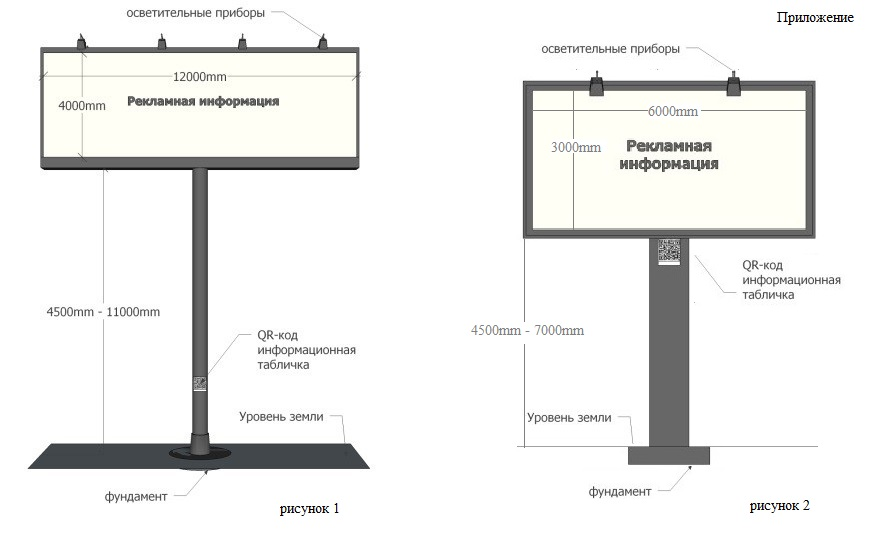 Приложение
осветительные приборы
12000mm
4000mm
Рекламная информация
4500mm - 11000mm
QR-код
информационная
табличка
Уровень земли
фундамент
рисунок 1
осветительные приборы
6000mm
3000mm
Рекламная
информация
QR-код
информационная
табличка
4500mm - 7000mm
Уровень земли
фундамент
рисунок 2